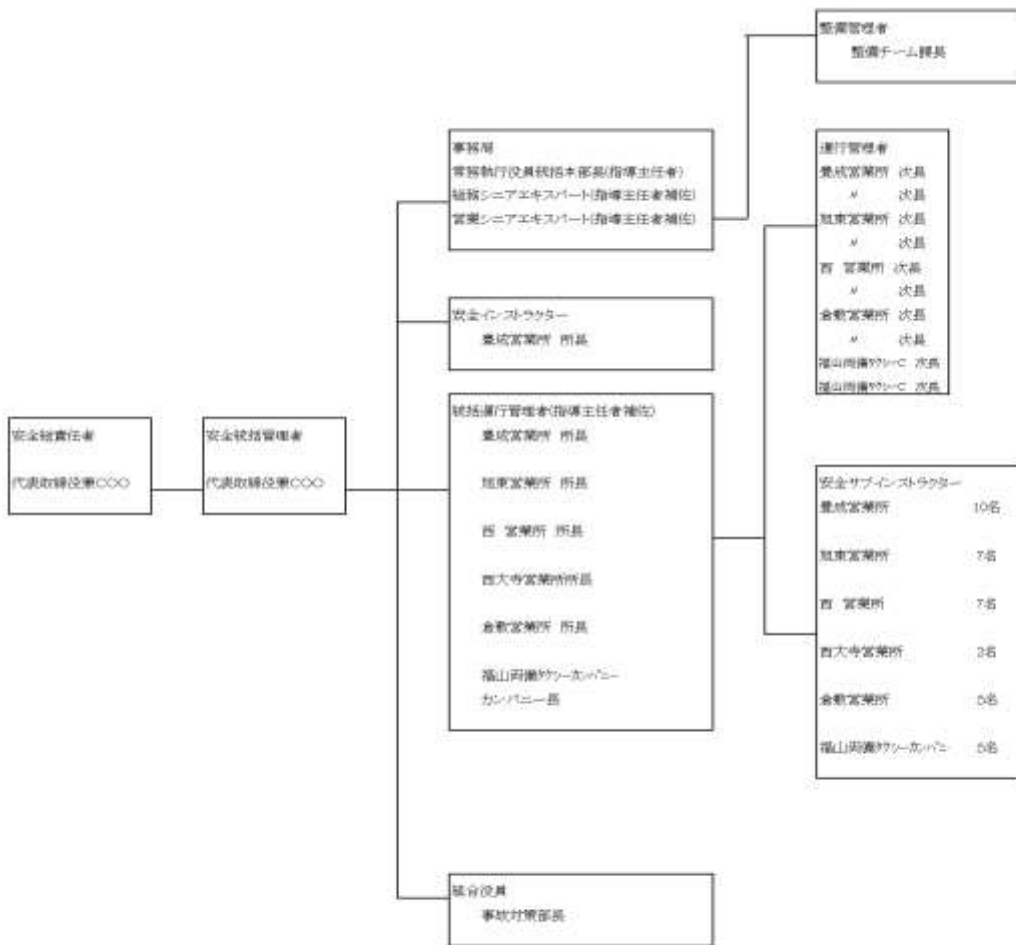 安全総責任者
代表取締役兼COO
安全統括管理者
代表取締役兼COO
事務局
常務執行役員統括本部長(指導主任者)
総務シニアエキスパート(指導主任者補佐)
営業シニアエキスパート(指導主任者補佐)
安全インストラクター
豊成営業所 所長
統括運行管理者(指導主任者補佐)
豊成営業所 所長
旭東営業所 所長
西 営業所 所長
西大寺営業所所長
倉敷営業所 所長
福山両備タクシーカンパニー
カンパニー長
組合役員
事故対策部長
整備管理者
整備チーム課長
運行管理者
豊成営業所 次長
〃 次長
旭東営業所 次長
〃 次長
西 営業所 次長
〃 次長
倉敷営業所 次長
〃 次長
福山両備タクシーC 次長
福山両備タクシーC 次長
安全サブインストラクター
豊成営業所 10名
旭東営業所 7名
西 営業所 7名
西大寺営業所
倉敷営業所 5名
福山両備タクシーカンパニ 5名